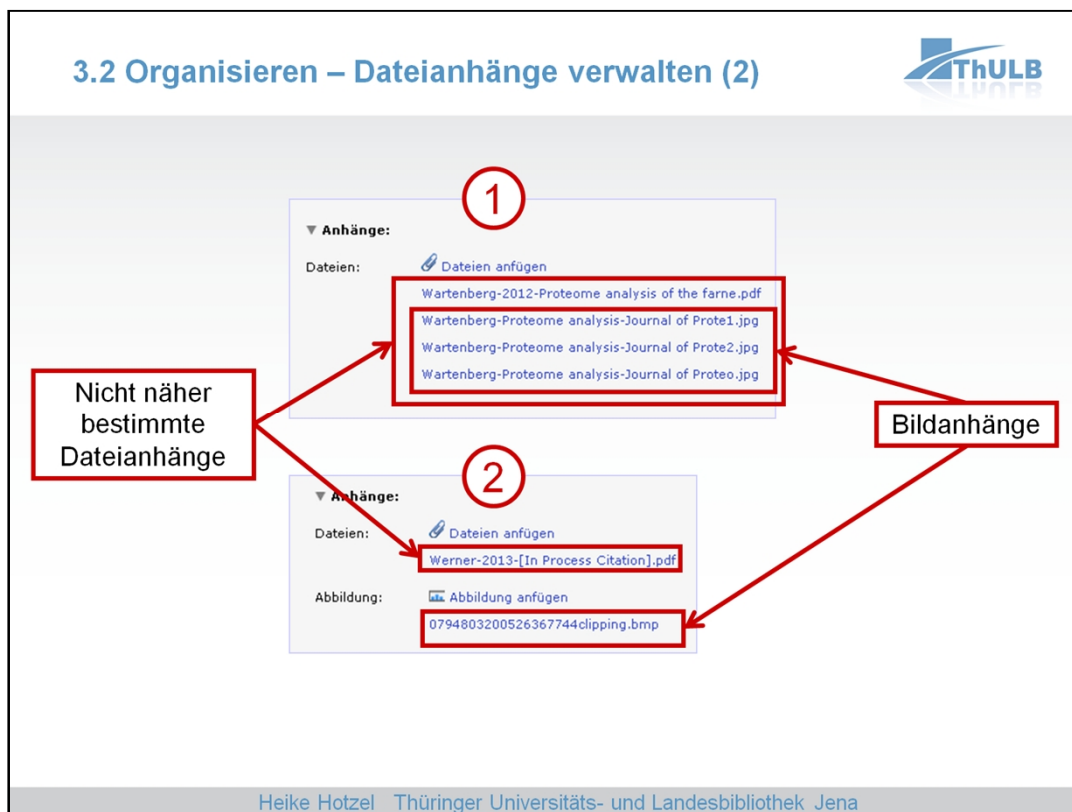 3.2 Organisieren – Dateianhänge verwalten (2)
ThULB
1
Anhänge:
Dateien:
Dateien anfügen
Wartenberg-2012-Proteome analysis of the farne.pdf
Wartenberg-Proteome analysis-Journal of Prote1.jpg
Wartenberg-Proteome analysis-Journal of Prote2.jpg
Wartenberg-Proteome analysis-Journal of Proteo.jpg
Nicht näher
bestimmte
Dateianhänge
Bildanhänge
2
Anhänge:
Dateien:
Dateien anfügen
Werner-2013-[In Process Citation].pdf
Abbildung:
Abbildung anfügen
0794803200526367744clipping.bmp
Heike Hotzel Thüringer Universitäts- und Landesbibliothek Jena